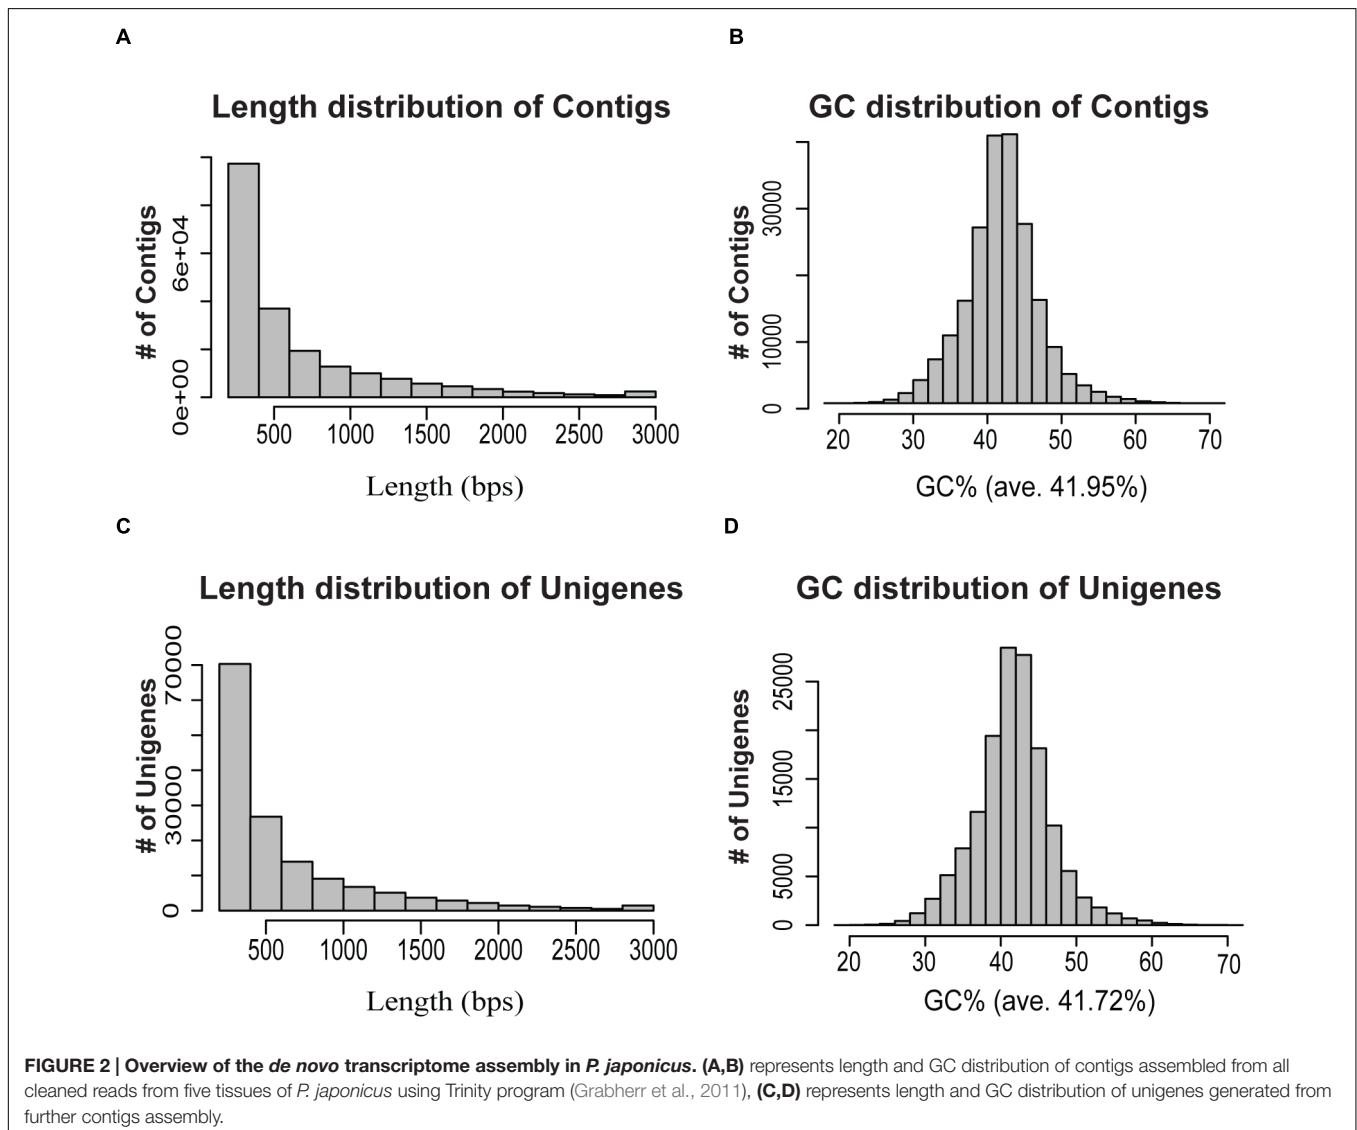 A
B
Length distribution of Contigs
GC distribution of Contigs
# of Contigs
0e+00 6e+04
500 1000 1500 2000 2500 3000
Length (bps)
# of Contigs
0 10000 30000
20 30 40 50 60 70
GC% (ave. 41.95%)
C
D
Length distribution of Unigenes
GC distribution of Unigenes
# of Unigenes
0 30000 70000
500 1000 1500 2000 2500 3000
Length (bps)
# of Unigenes
0 5000 15000 25000
20 30 40 50 60 70
GC% (ave. 41.72%)
FIGURE 2 | Overview of the de novo transcriptome assembly in P. japonicus. (A,B) represents length and GC distribution of contigs assembled from all
cleaned reads from five tissues of P. japonicus using Trinity program (Grabherr et al., 2011), (C,D) represents length and GC distribution of unigenes generated from
further contigs assembly.